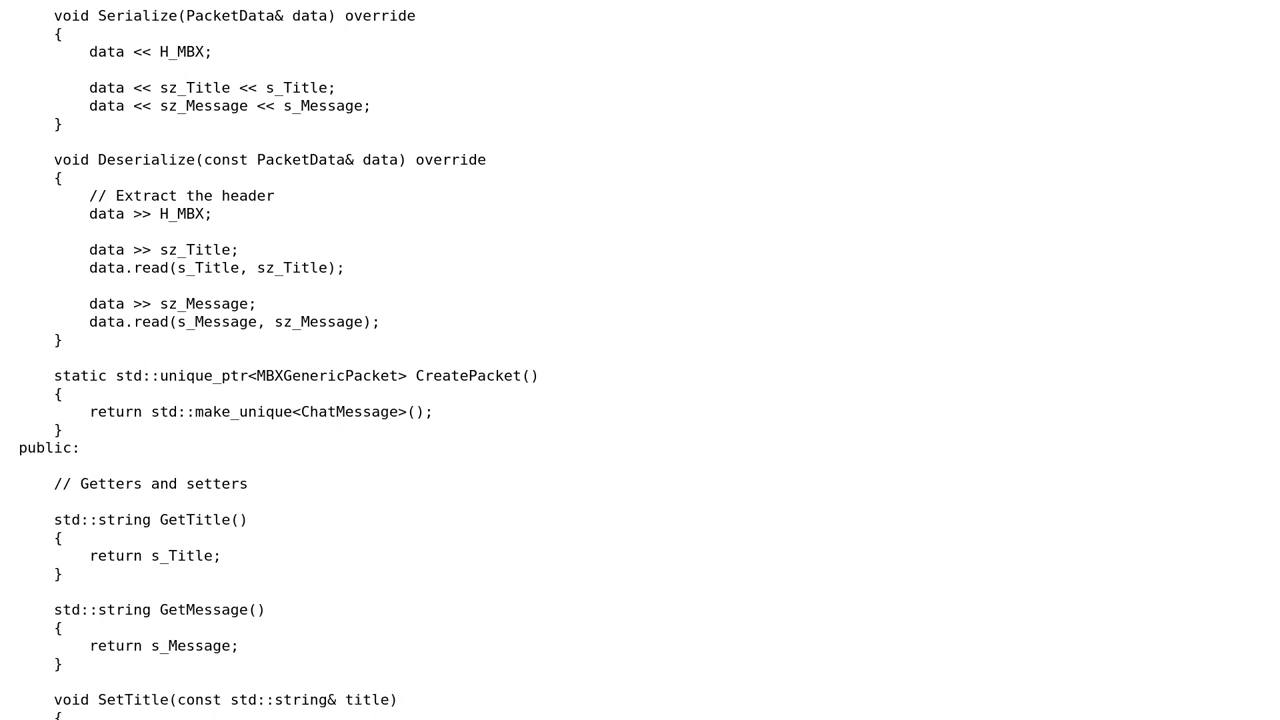 void Serialize(PacketData& data) override
{
data << H_MBX;
data << sz_Title << s_Title;
data << sz_Message << s_Message;
}
void Deserialize(const PacketData& data) override
{
// Extract the header
data >> H_MBX;
data >> sz_Title;
data.read(s_Title, sz_Title);
data >> sz_Message;
data.read(s_Message, sz_Message);
}
static std::unique_ptr<MBXGenericPacket> CreatePacket()
{
return std::make_unique<ChatMessage>();
}
public:
// Getters and setters
std::string GetTitle()
{
return s_Title;
}
std::string GetMessage()
{
return s_Message;
}
void SetTitle(const std::string& title)
{